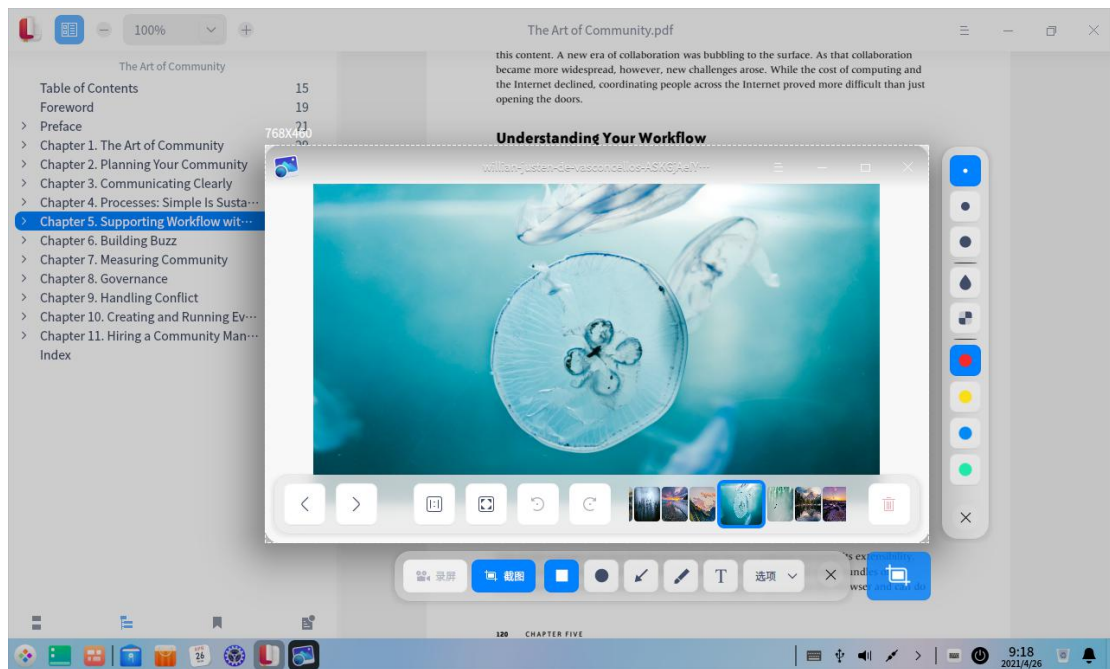 100%
The Art of Community.pdf
The Art of Community
Table of Contents 15
Foreword 19
Preface 21
Chapter 1. The Art of Community 29
Chapter 2. Planning Your Community
Chapter 3. Communicating Clearly
Chapter 4. Processes: Simple Is Susta···
Chapter 5. Supporting Workflow wit···
Chapter 6. Building Buzz
Chapter 7. Measuring Community
Chapter 8. Governance
Chapter 9. Handling Conflict
Chapter 10. Creating and Running Ev···
Chapter 11. Hiring a Community Man···
Index
this content. A new era of collaboration was bubbling to the surface. As that collaboration
became more widespread, however, new challenges arose. While the cost of computing and
the Internet declined, coordinating people across the Internet proved more difficult than just
opening the doors.
Understanding Your Workflow
768X460
1:1
录屏
截图
T
选项
120 CHAPTER FIVE
26
9:18
2021/4/26